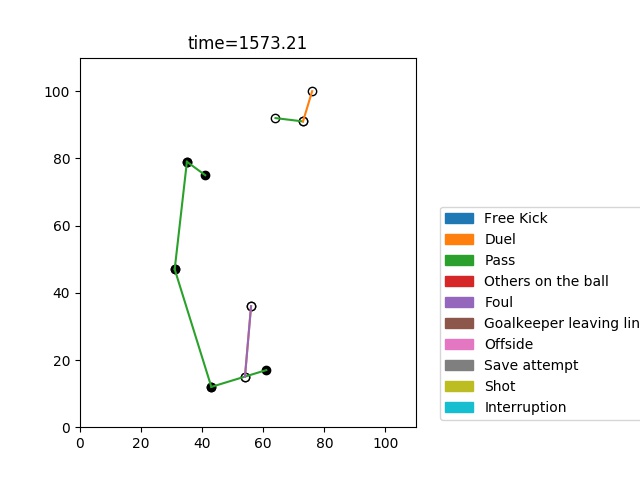 time=1573.21
100
80
60
40
20
0
0 20 40 60 80 100
Free Kick
Duel
Pass
Others on the ball
Foul
Goalkeeper leaving lin
Offside
Save attempt
Shot
Interruption